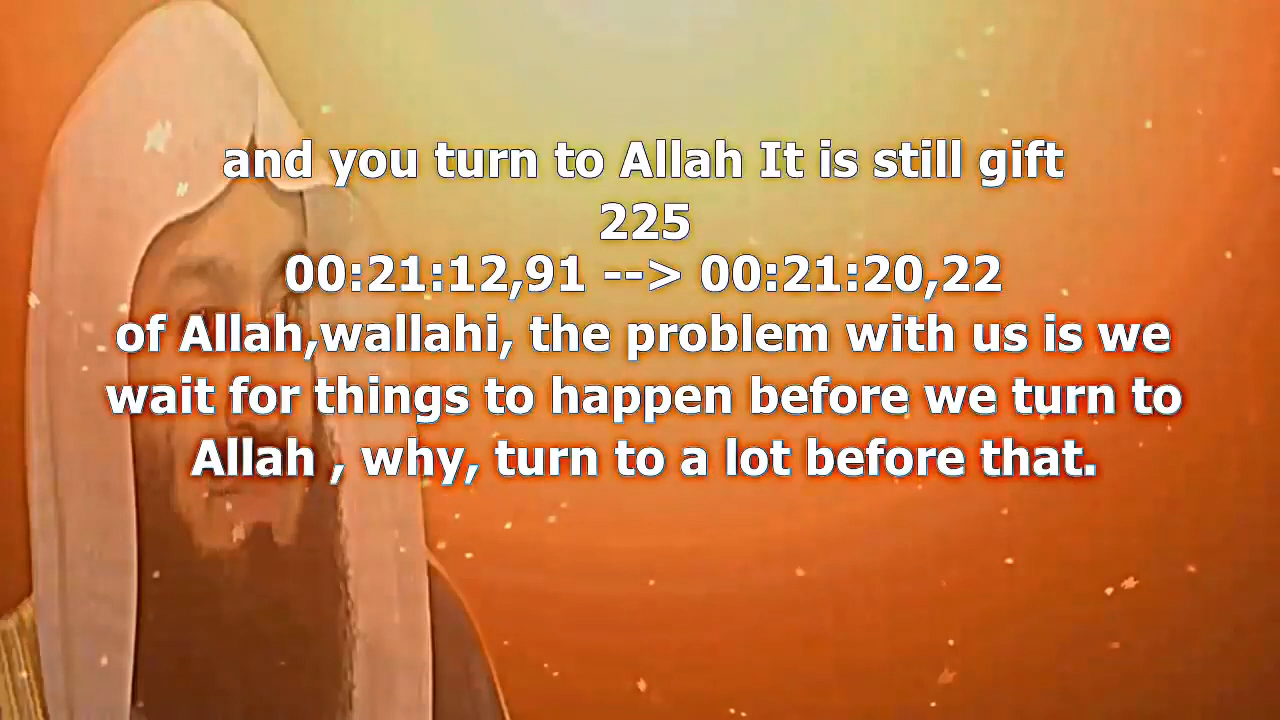 and you turn to Allah It is still gift
225
00:21:12,91 --> 00:21:20,22
of Allah,wallahi, the problem with us is we
wait for things to happen before we turn to
Allah , why, turn to a lot before that.